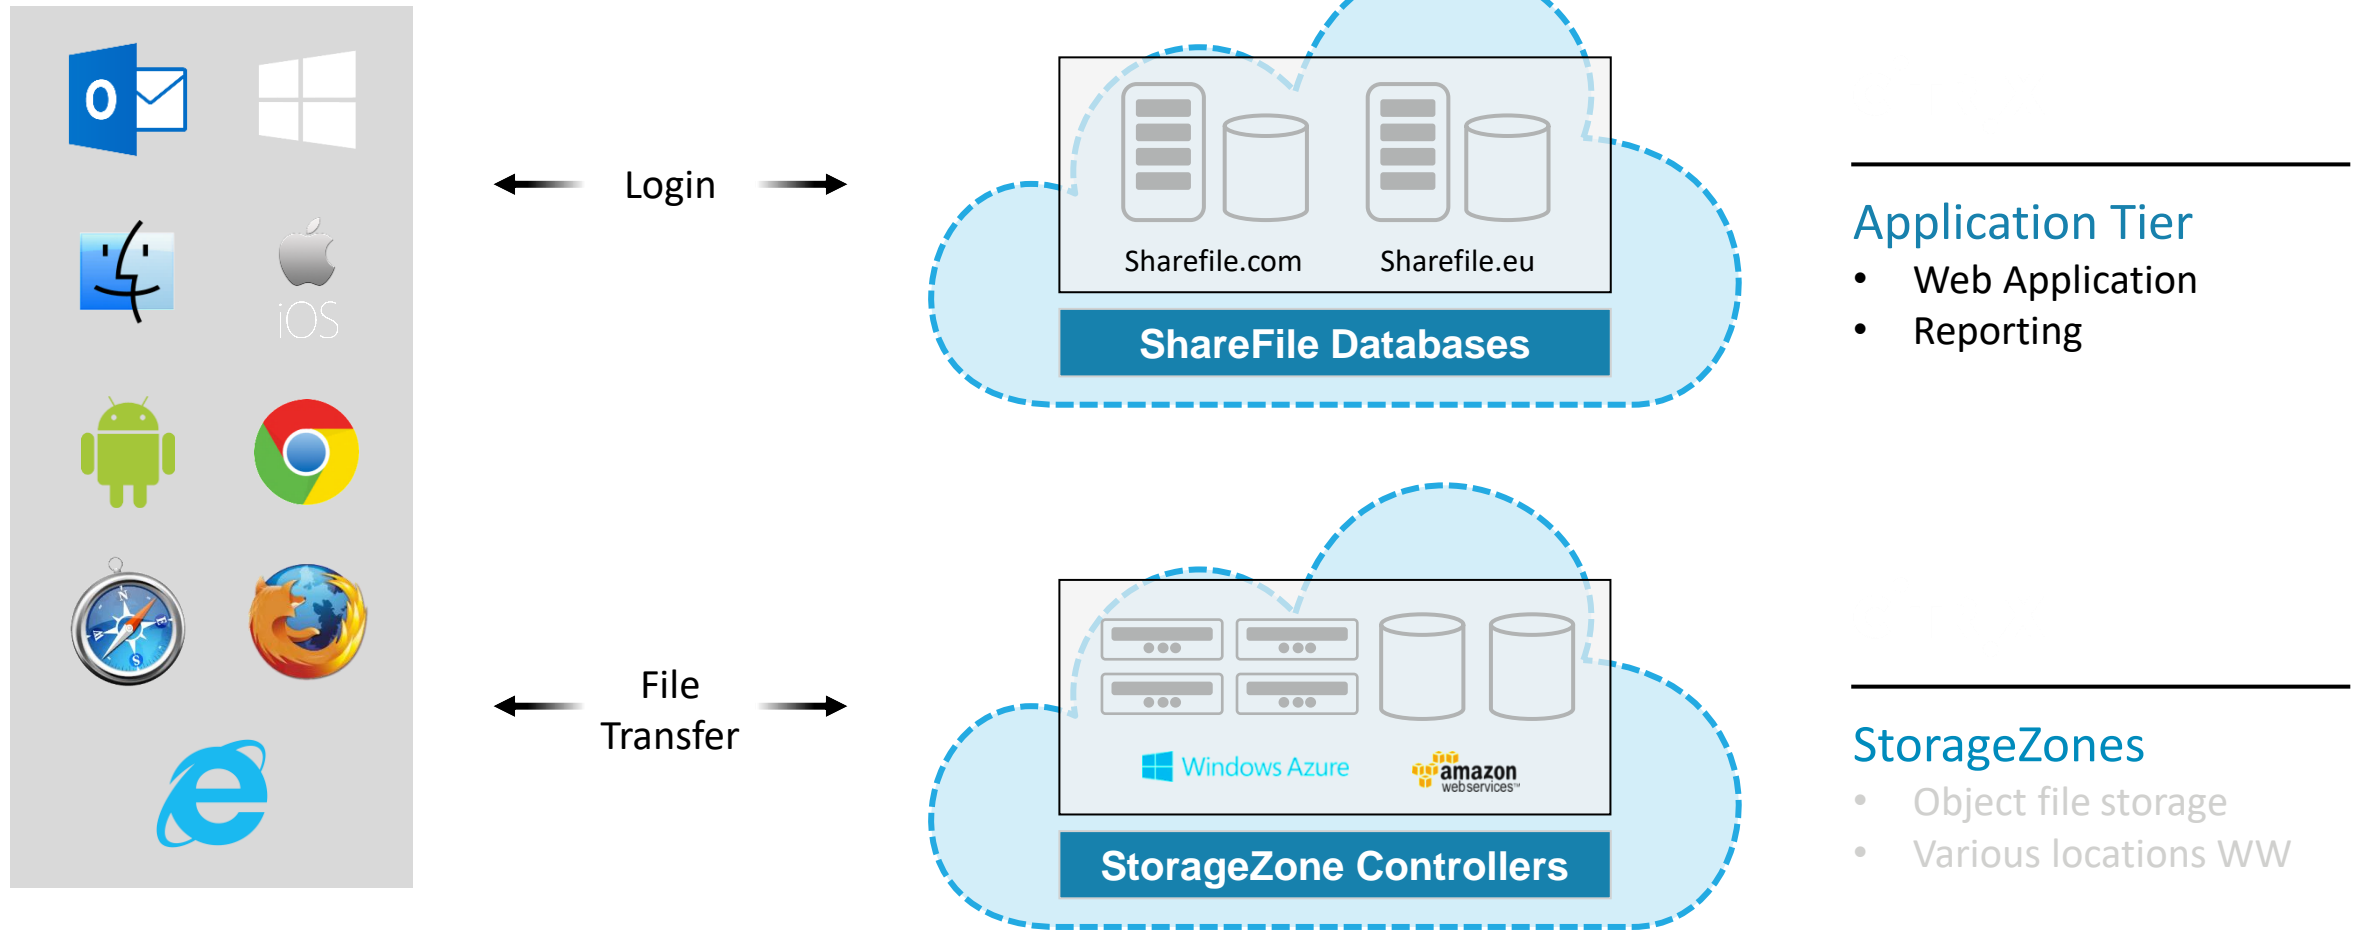 iOS
Login
Sharefile.com
Sharefile.eu
ShareFile Databases
Application Tier
• Web Application
• Reporting
N
E
S
W
File
Transfer
Windows Azure
amazon
webservices™
StorageZone Controllers
StorageZones
• Object file storage
• Various locations WW